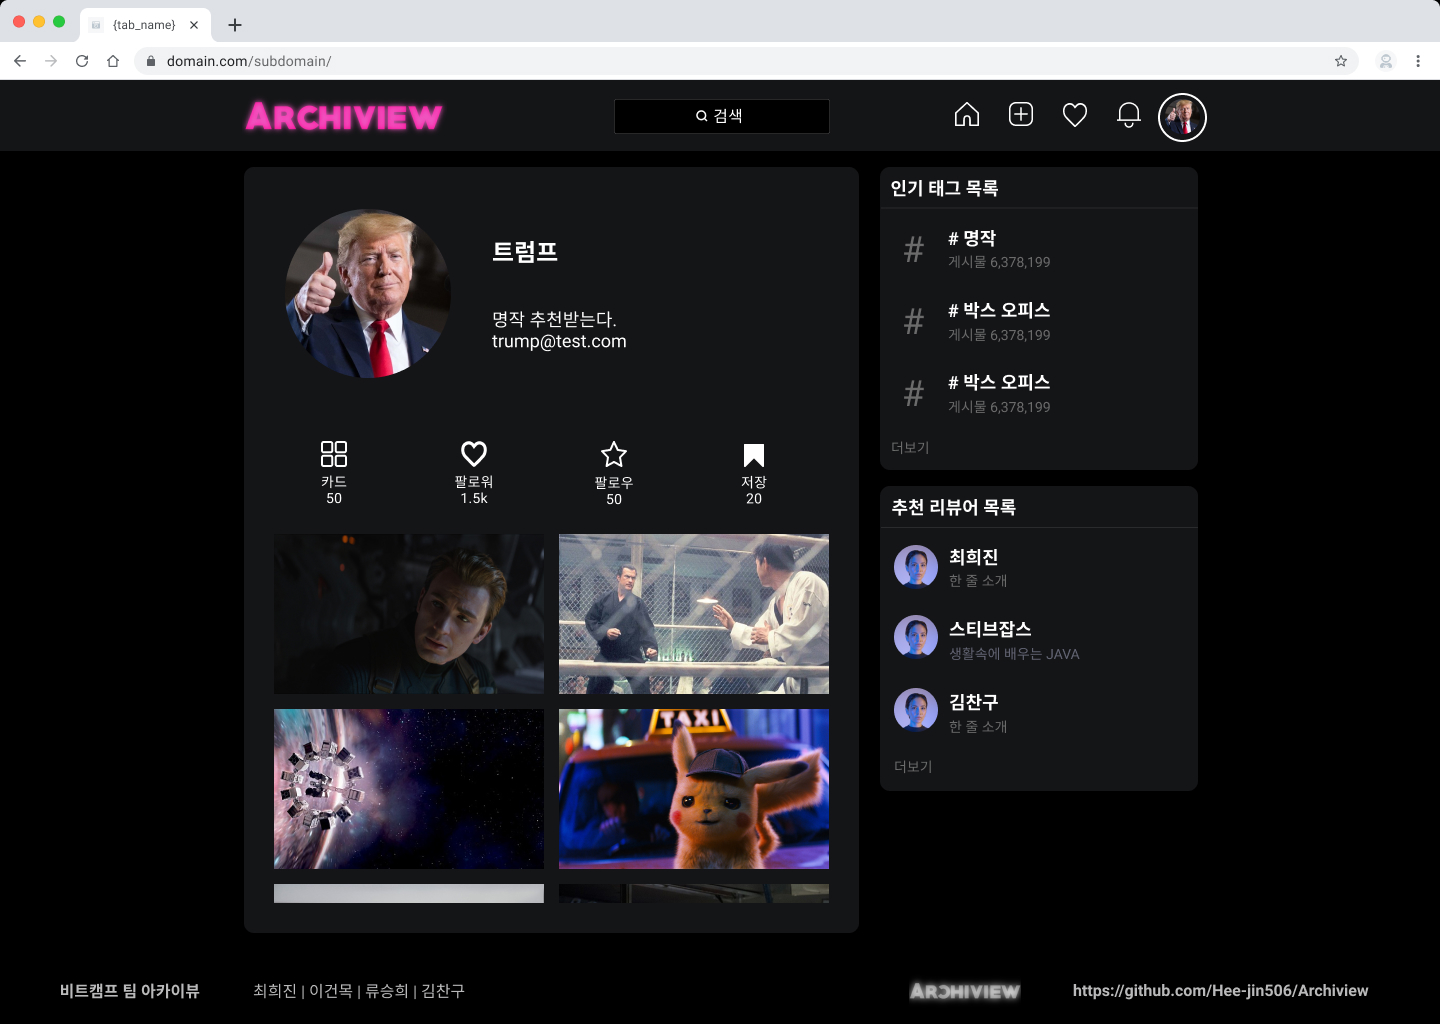 {tab_name}
domain.com/subdomain/
ARCHIVIEW
검색
트럼프
명작 추천받는다.
trump@test.com
카드
50
팔로워
1.5k
팔로우
50
저장
20
TAXI
인기 태그 목록
#
# 명작
게시물 6,378,199
#
# 박스 오피스
게시물 6,378,199
#
# 박스 오피스
게시물 6,378,199
더보기
추천 리뷰어 목록
최희진
한 줄 소개
스티브잡스
생활속에 배우는 JAVA
김찬구
한 줄 소개
더보기
비트캠프 팀 아카이뷰
최희진 | 이건목 | 류승희 | 김찬구
ARCHIVIEW
https://github.com/Hee-jin506/Archiview